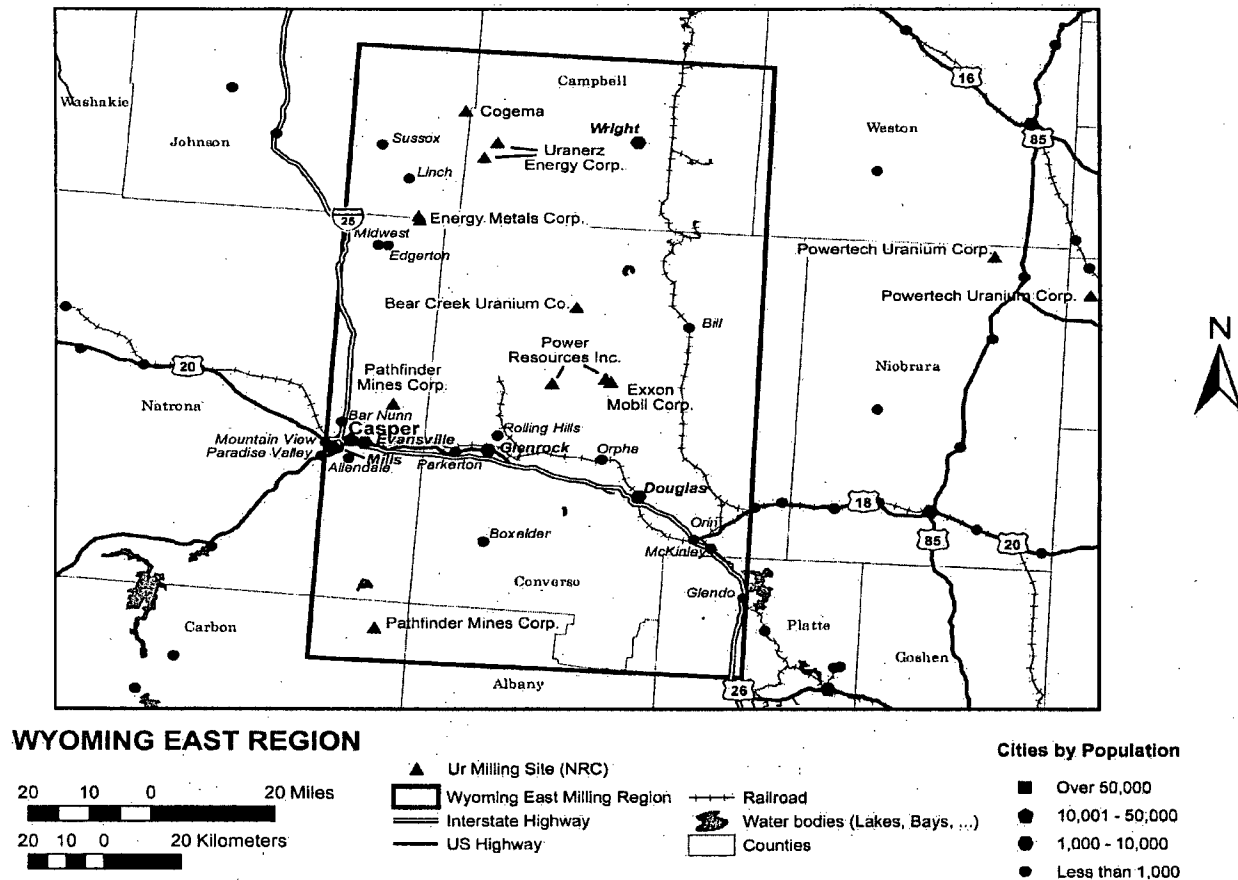 Campbell
Washakie
Johnson
Cogema
Sussox
Wright
Uranerz
Energy Corp.
Linch
Weston
16
85
25
Energy Metals Corp.
Midwest
Edgerton
Powertech Uranium Corp.
Powertech Uranium Corp.
Bear Creek Uranium Co.
Bill
Power
Resources Inc.
Pathfinder
Mines Corp.
Exxon
Mobil Corp.
20
Natrona
Niobrara
N
Bar Nunn
Casper
Mountain View
Evansville
Rolling Hills
Paradise Valley
Mills
Allendale
Parkerton
Glenrock
Orpha
Douglas
18
Orin
85
20
McKinley
Boxelder
Converso
Glendo
Carbon
Pathfinder Mines Corp.
Platte
Goshen
Albany
26
WYOMING EAST REGION
20 10 0 20 Miles
20 10 0 20 Kilometers
Ur Milling Site (NRC)
Wyoming East Milling Region
Interstate Highway
US Highway
Railroad
Water bodies (Lakes, Bays, ...)
Counties
Cities by Population
Over 50,000
10,001 - 50,000
1,000 - 10,000
Less than 1,000